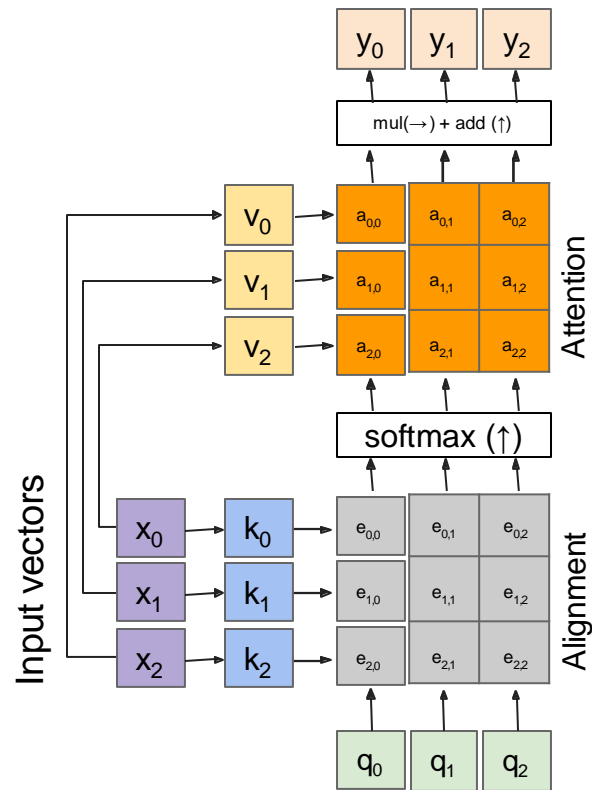 y0 y1 y2
mul(→) + add (↑)
v0 a0,0 a0,1 a0,2
v1 a1,0 a1,1 a1,2
v2 a2,0 a2,1 a2,2
Attention
softmax (↑)
Input vectors
x0 k0 e0,0 e0,1 e0,2
x1 k1 e1,0 e1,1 e1,2
x2 k2 e2,0 e2,1 e2,2
Alignment
q0 q1 q2